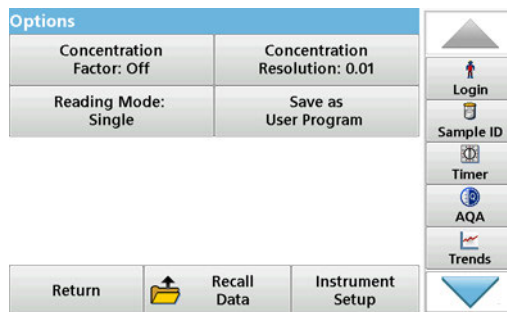 Options
Concentration
Factor: Off
Concentration
Resolution: 0.01
Reading Mode:
Single
Save as
User Program
Login
Sample ID
Timer
AQA
Trends
Return
Recall
Data
Instrument
Setup